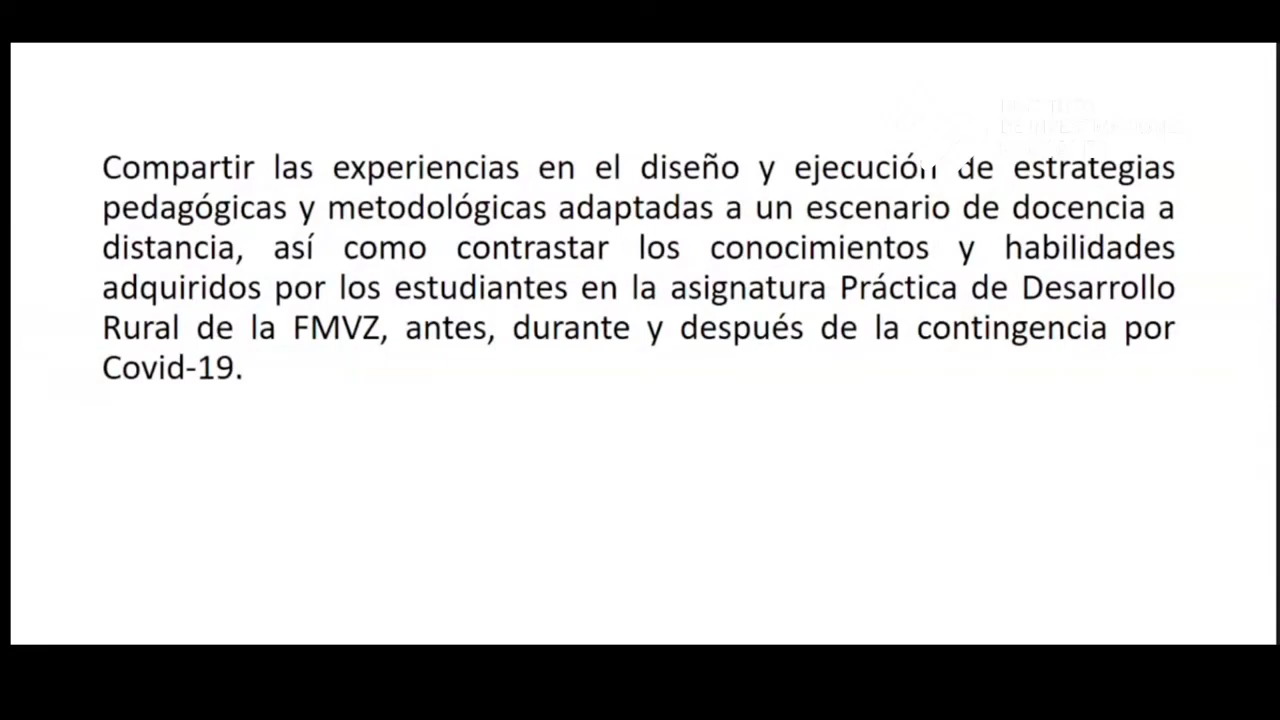 Compartir las experiencias en el diseño y ejecución de estrategias
pedagógicas y metodológicas adaptadas a un escenario de docencia a
distancia, así como contrastar los conocimientos y habilidades
adquiridos por los estudiantes en la asignatura Práctica de Desarrollo
Rural de la FMVZ, antes, durante y después de la contingencia por
Covid-19.